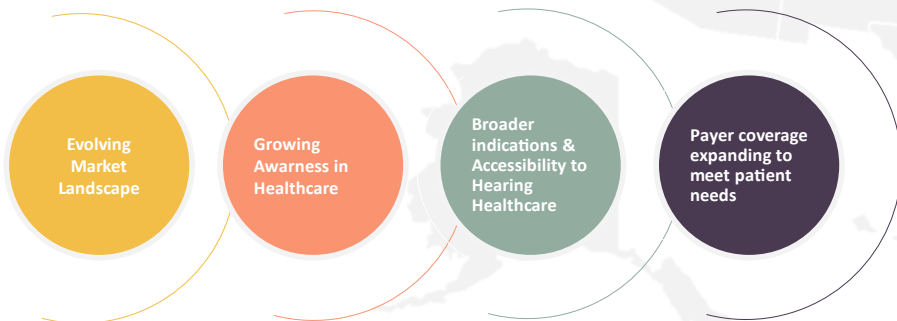 Evolving
Market
Landscape
Growing
Awarness in
Healthcare
Broader
indications &
Accessibility to
Hearing
Healthcare
Payer coverage
expanding to
meet patient
needs